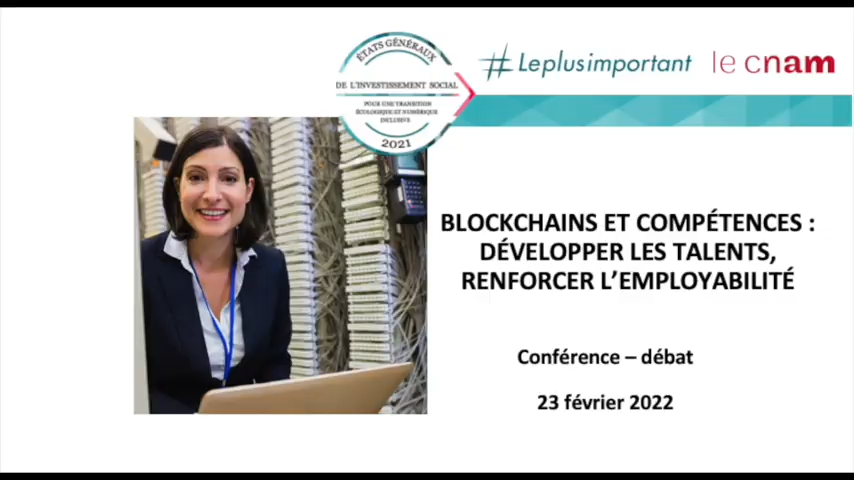 ÉTATS GÉNÉRAUX
DE L'INVESTISSEMENT SOCIAL
POUR UNE TRANSITION
ÉCOLOGIQUE ET NUMÉRIQUE
INCLUSIVE
2021
#Leplusimportant
le cnam
BLOCKCHAINS ET COMPÉTENCES :
DÉVELOPPER LES TALENTS,
RENFORCER L'EMPLOYABILITÉ
Conférence – débat
23 février 2022